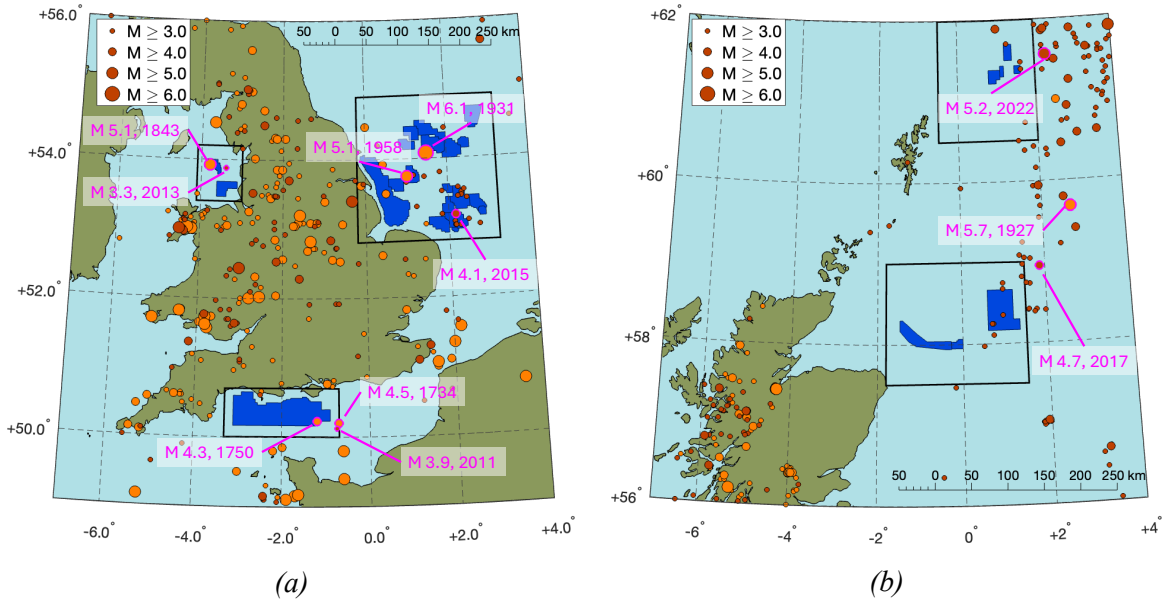 +56.0°
M ≥ 3.0
M ≥ 4.0
M ≥ 5.0
M ≥ 6.0
50 0 50 100 150 200 250 km
M 6.1, 1931
M 5.1, 1843
M 5.1, 1958
+54.0°
M 3.3, 2013
M 4.1, 2015
+52.0°
M 4.5, 1734
+50.0°
M 4.3, 1750
M 3.9, 2011
-6.0° -4.0° -2.0° 0.0° +2.0° +4.0°
(a)
+62°
M ≥ 3.0
M ≥ 4.0
M ≥ 5.0
M ≥ 6.0
M 5.2, 2022
+60°
M 5.7, 1927
+58°
M 4.7, 2017
50 0 50 100 150 200 250 km
+56°
-6° -4° -2° 0° +2° +4
(b)